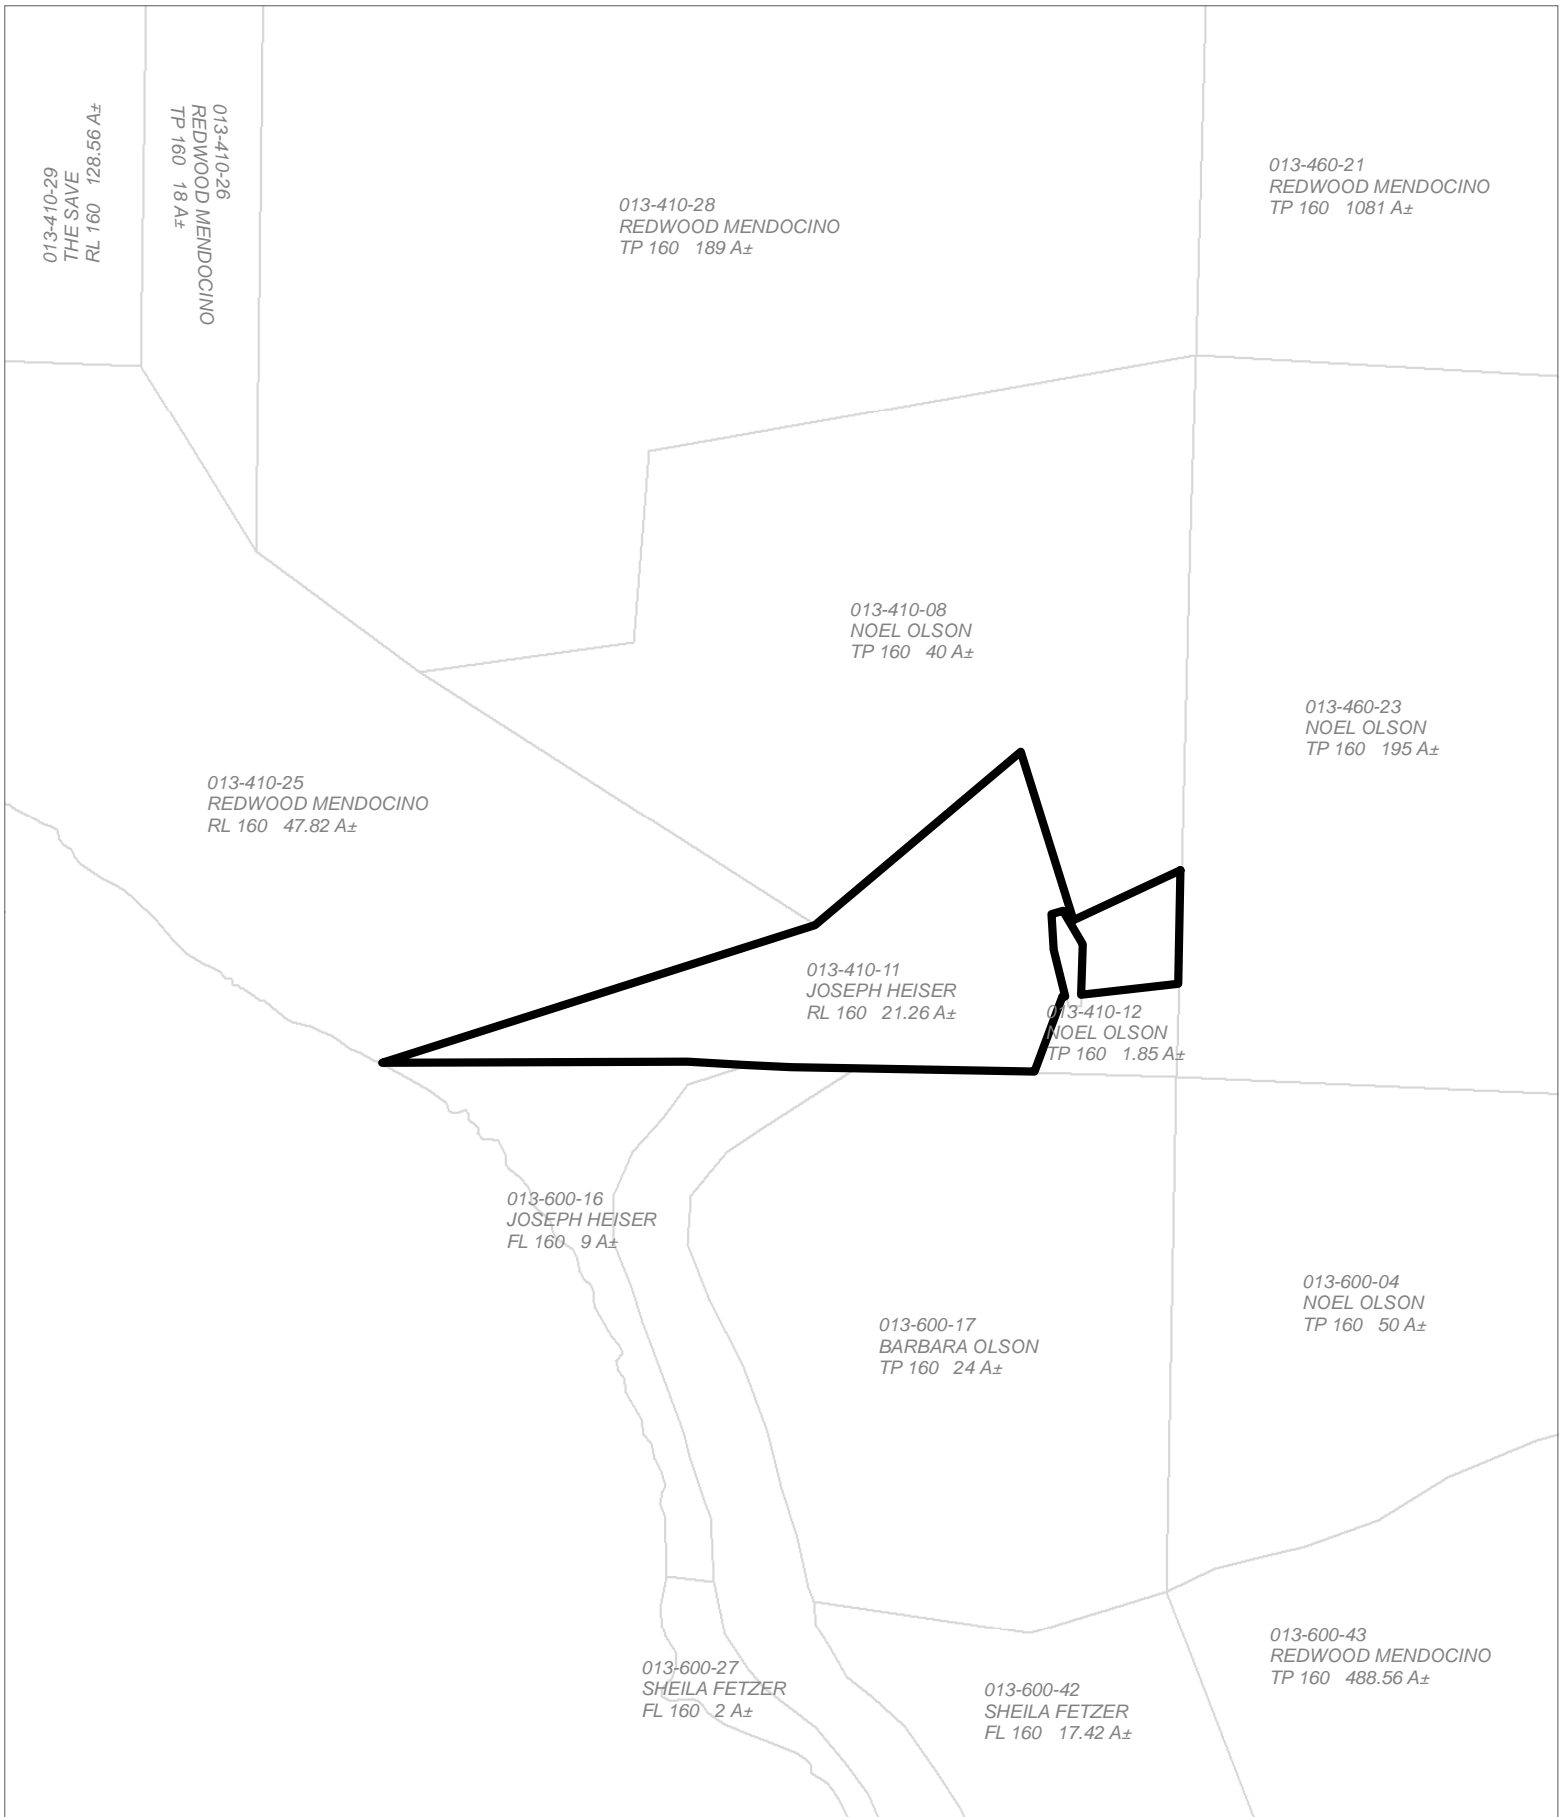 013-410-29
THE SAVE
RL 160   128.56 A±
013-410-26
REDWOOD MENDOCINO
TP 160   18 A±
013-410-28
REDWOOD MENDOCINO
TP 160   189 A±
013-460-21
REDWOOD MENDOCINO
TP 160   1081 A±
013-410-08
NOEL OLSON
TP 160   40 A±
013-460-23
NOEL OLSON
TP 160   195 A±
013-410-25
REDWOOD MENDOCINO
RL 160   47.82 A±
013-410-11
JOSEPH HEISER
RL 160   21.26 A±
013-410-12
NOEL OLSON
TP 160   1.85 A±
013-600-16
JOSEPH HEISER
FL 160   9 A±
013-600-04
NOEL OLSON
TP 160   50 A±
013-600-17
BARBARA OLSON
TP 160   24 A±
013-600-43
REDWOOD MENDOCINO
TP 160   488.56 A±
013-600-27
SHEILA FETZER
FL 160   2 A±
013-600-42
SHEILA FETZER
FL 160   17.42 A±